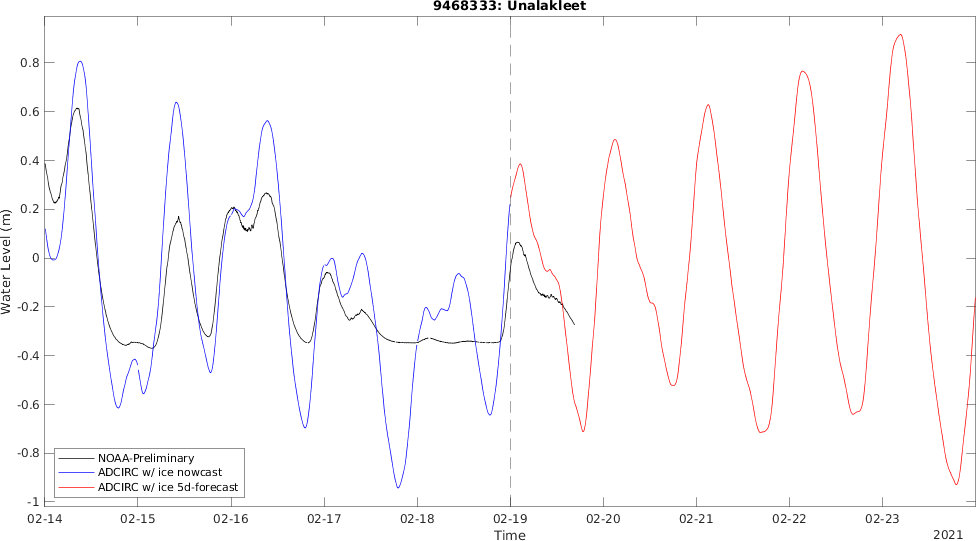 9468333: Unalakleet
Water Level (m)
0.8
0.6
0.4
0.2
0
-0.2
-0.4
-0.6
-0.8
-1
NOAA-Preliminary
ADCIRC w/ ice nowcast
ADCIRC w/ ice 5d-forecast
02-14 02-15 02-16 02-17 02-18 02-19 02-20 02-21 02-22 02-23
Time
2021